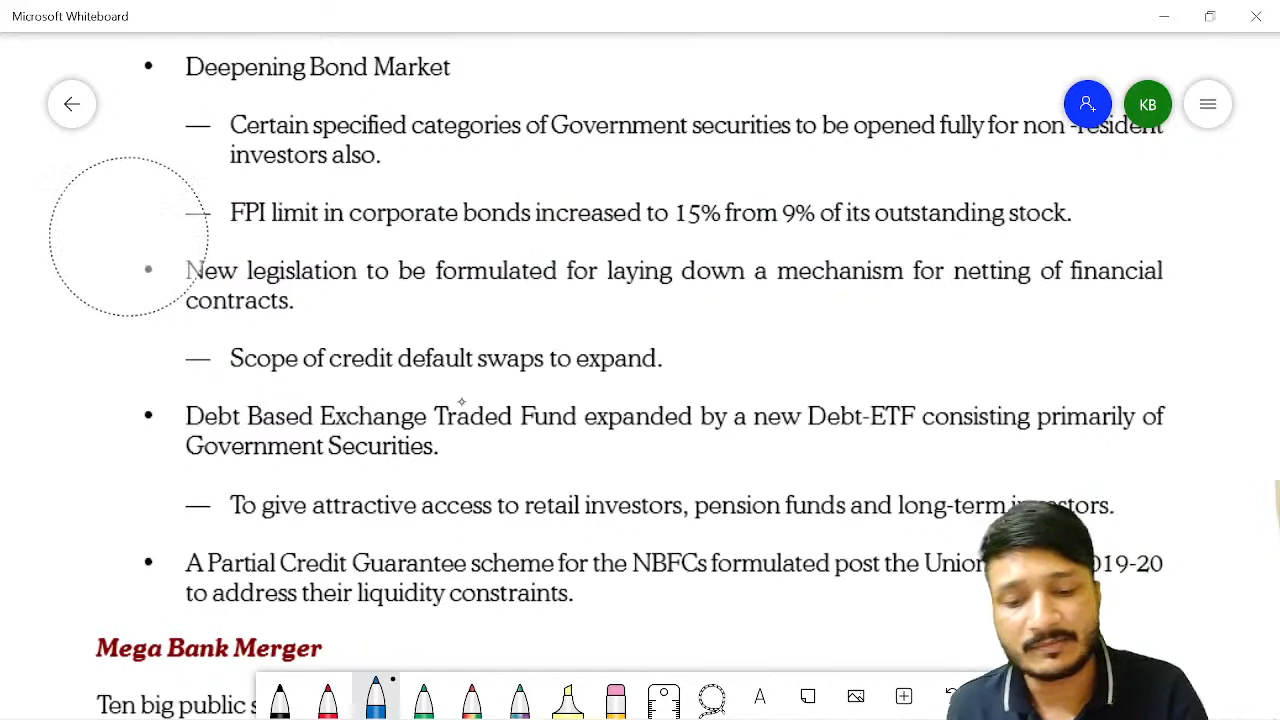 Microsoft Whiteboard
• Deepening Bond Market
KB
— Certain specified categories of Government securities to be opened fully for non-resident
investors also.
— FPI limit in corporate bonds increased to 15% from 9% of its outstanding stock.
• New legislation to be formulated for laying down a mechanism for netting of financial
contracts.
— Scope of credit default swaps to expand.
• Debt Based Exchange Traded Fund expanded by a new Debt-ETF consisting primarily of
Government Securities.
— To give attractive access to retail investors, pension funds and long-term investors.
• A Partial Credit Guarantee scheme for the NBFCs formulated post the Union 019-20
to address their liquidity constraints.
Mega Bank Merger
Ten big public s
A